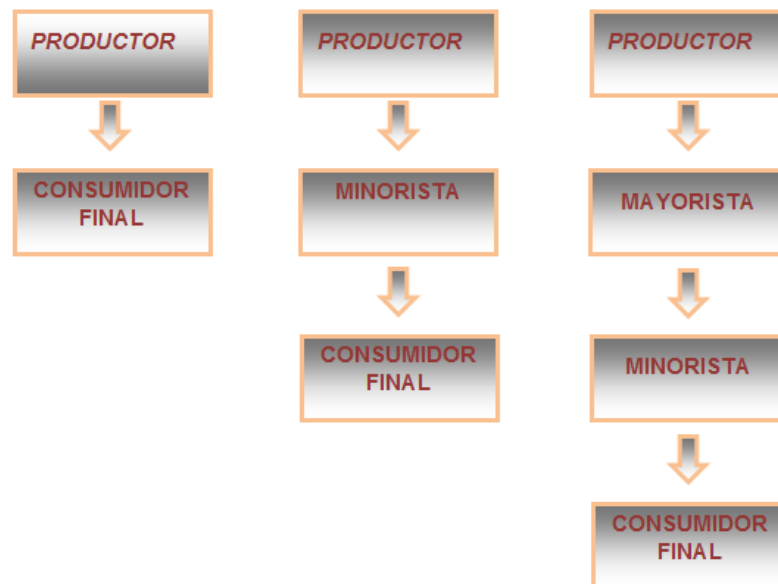 PRODUCTOR
CONSUMIDOR
FINAL
PRODUCTOR
MINORISTA
CONSUMIDOR
FINAL
PRODUCTOR
MAYORISTA
MINORISTA
CONSUMIDOR
FINAL